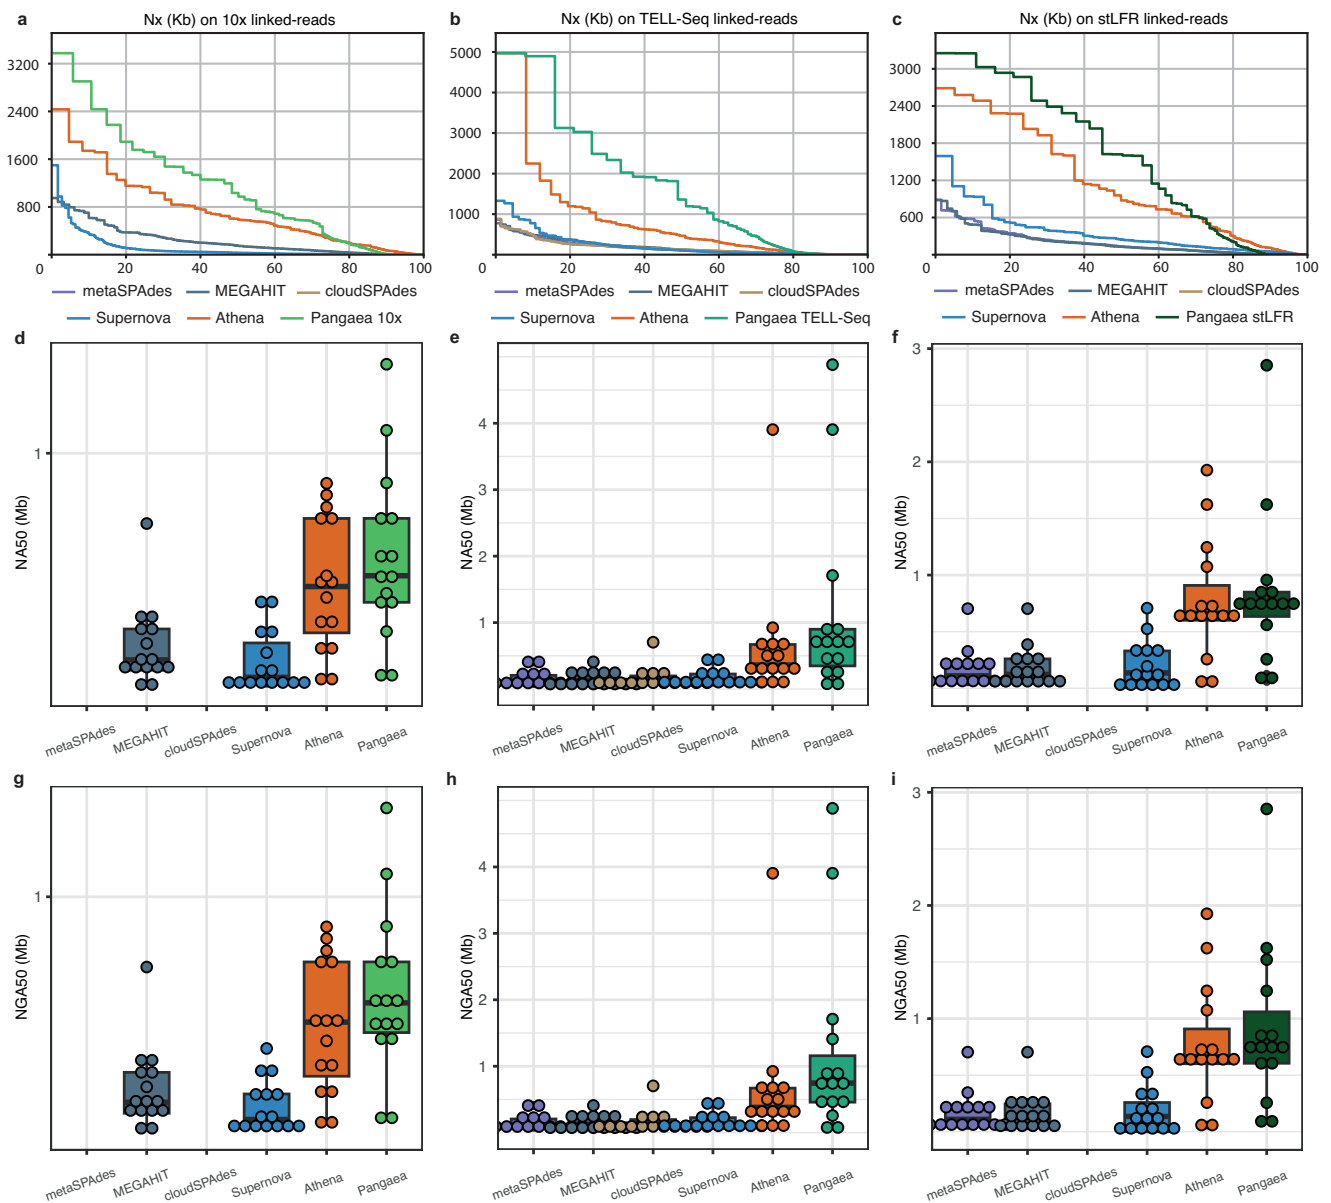 a
Nx (Kb) on 10x linked-reads
3200
2400
1600
800
0
20
40
60
80
100
metaSPAdes MEGAHIT cloudSPAdes
Supernova Athena Pangaea 10x
b
Nx (Kb) on TELL-Seq linked-reads
5000
4000
3000
2000
1000
0
20
40
60
80
100
metaSPAdes MEGAHIT cloudSPAdes
Supernova Athena Pangaea TELL-Seq
c
Nx (Kb) on stLFR linked-reads
3000
2400
1800
1200
600
0
20
40
60
80
100
metaSPAdes MEGAHIT cloudSPAdes
Supernova Athena Pangaea stLFR
d
NA50 (Mb)
1
metaSPAdes MEGAHIT cloudSPAdes Supernova Athena Pangaea
e
NA50 (Mb)
4
3
2
1
metaSPAdes MEGAHIT cloudSPAdes Supernova Athena Pangaea
f
NA50 (Mb)
3
2
1
metaSPAdes MEGAHIT cloudSPAdes Supernova Athena Pangaea
g
NGA50 (Mb)
1
metaSPAdes MEGAHIT cloudSPAdes Supernova Athena Pangaea
h
NGA50 (Mb)
4
3
2
1
metaSPAdes MEGAHIT cloudSPAdes Supernova Athena Pangaea
i
NGA50 (Mb)
3
2
1
metaSPAdes MEGAHIT cloudSPAdes Supernova Athena Pangaea